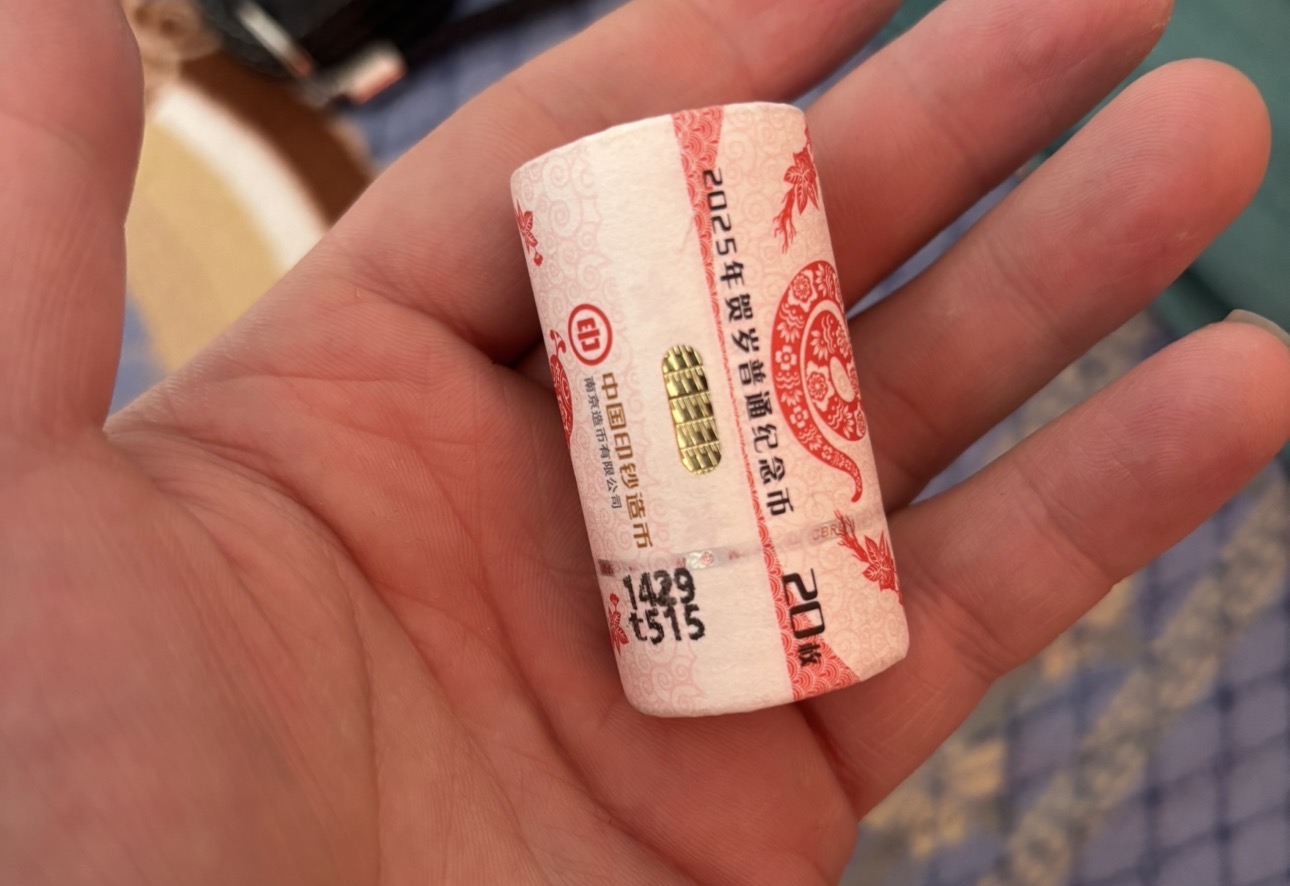 2025年贺岁普通纪念币
20枚
印
中国印钞造币
南京造币有限公司
1429
t515